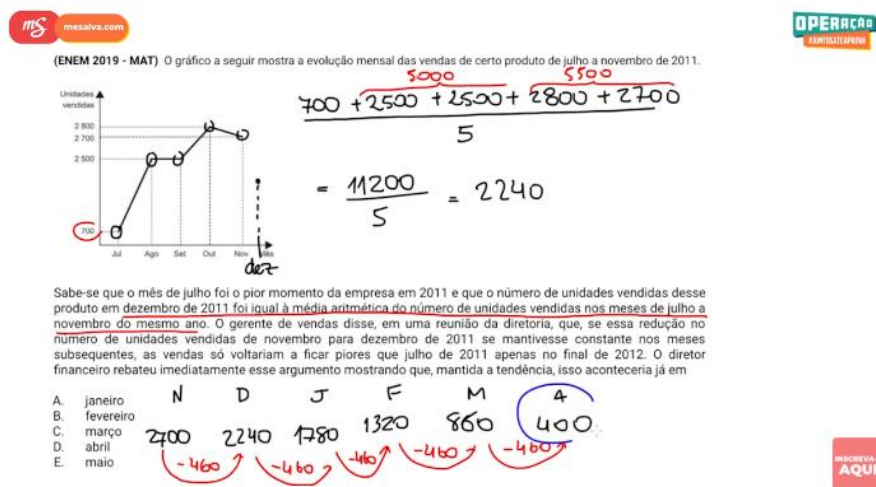 mS mesalva.com
OPERAÇÃO
(ENEM 2019 - MAT) O gráfico a seguir mostra a evolução mensal das vendas de certo produto de julho a novembro de 2011.
5000 5500
700 + 2500 + 2500 + 2800 + 2700
5
= 11200 = 2240
5
Unidades
vendidas
2 800
2 700
2 500
700
Jul Ago Set Out Nov Mês
dez
Sabe-se que o mês de julho foi o pior momento da empresa em 2011 e que o número de unidades vendidas desse
produto em dezembro de 2011 foi igual à média aritmética do número de unidades vendidas nos meses de julho a
novembro do mesmo ano. O gerente de vendas disse, em uma reunião da diretoria, que, se essa redução no
número de unidades vendidas de novembro para dezembro de 2011 se mantivesse constante nos meses
subsequentes, as vendas só voltariam a ficar piores que julho de 2011 apenas no final de 2012. O diretor
financeiro rebateu imediatamente esse argumento mostrando que, mantida a tendência, isso aconteceria já em
A. janeiro
B. fevereiro
C. março
D. abril
E. maio
N D J F M A
2700 2240 1780 1320 860 400
-460 -460 -460 -460 -460
INSCREVA-
AQUI